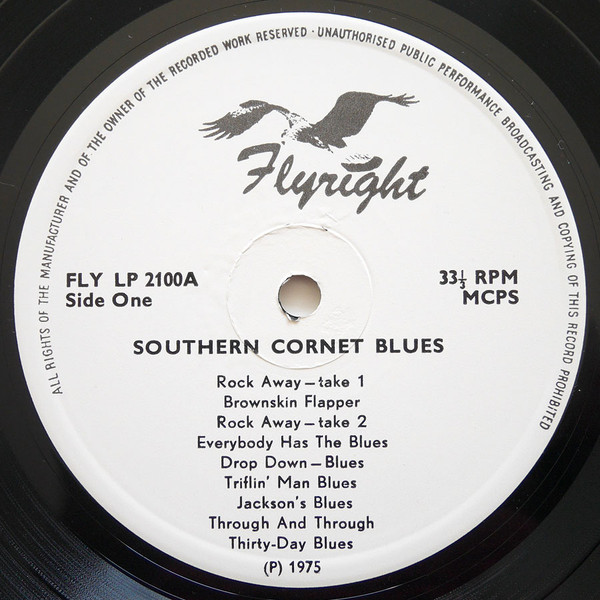 ALL RIGHTS OF THE MANUFACTURER AND OF THE OWNER OF THE RECORDED WORK RESERVED · UNAUTHORISED PUBLIC PERFORMANCE BROADCASTING AND COPYING OF THIS RECORD PROHIBITED
Flyright
FLY LP 2100A
Side One
33⅓ RPM
MCPS
SOUTHERN CORNET BLUES
Rock Away—take 1
Brownskin Flapper
Rock Away—take 2
Everybody Has The Blues
Drop Down—Blues
Triflin' Man Blues
Jackson's Blues
Through And Through
Thirty-Day Blues
(P) 1975